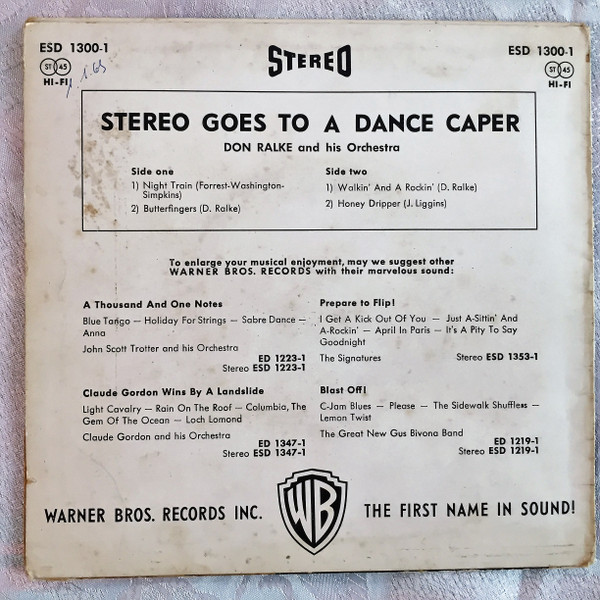 ESD 1300-1
STEREO
ESD 1300-1
ST 45
HI-FI
ST 45
HI-FI
STEREO GOES TO A DANCE CAPER
DON RALKE and his Orchestra
Side one
1) Night Train (Forrest-Washington-
Simpkins)
2) Butterfingers (D. Ralke)
Side two
1) Walkin' And A Rockin' (D. Ralke)
2) Honey Dripper (J. Liggins)
To enlarge your musical enjoyment, may we suggest other
WARNER BROS. RECORDS with their marvelous sound:
A Thousand And One Notes
Blue Tango — Holiday For Strings — Sabre Dance —
Anna
John Scott Trotter and his Orchestra
ED 1223-1
Stereo ESD 1223-1
Prepare to Flip!
I Get A Kick Out Of You — Just A-Sittin' And
A-Rockin' — April In Paris — It's A Pity To Say
Goodnight
The Signatures Stereo ESD 1353-1
Claude Gordon Wins By A Landslide
Light Cavalry — Rain On The Roof — Columbia, The
Gem Of The Ocean — Loch Lomond
Claude Gordon and his Orchestra
ED 1347-1
Stereo ESD 1347-1
Blast Off!
C-Jam Blues — Please — The Sidewalk Shuffless —
Lemon Twist
The Great New Gus Bivona Band
ED 1219-1
Stereo ESD 1219-1
WARNER BROS. RECORDS INC.
WB
THE FIRST NAME IN SOUND!